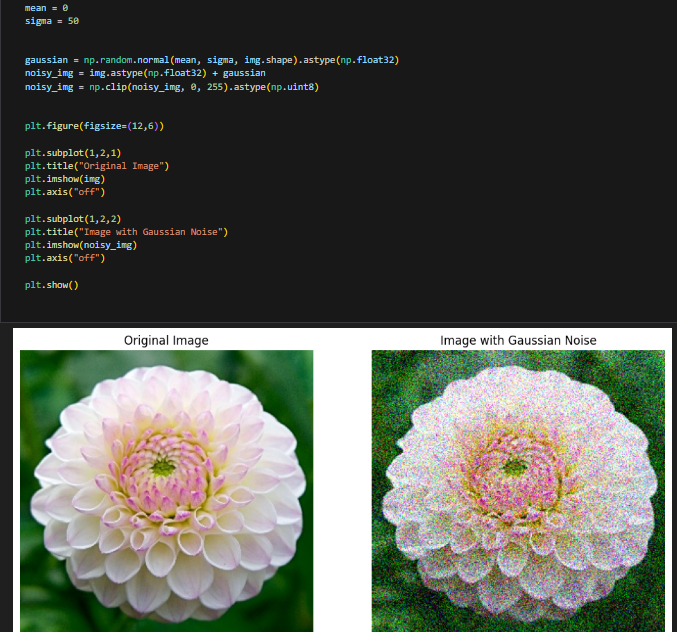 mean = 0
sigma = 50
gaussian = np.random.normal(mean, sigma, img.shape).astype(np.float32)
noisy_img = img.astype(np.float32) + gaussian
noisy_img = np.clip(noisy_img, 0, 255).astype(np.uint8)
plt.figure(figsize=(12,6))
plt.subplot(1,2,1)
plt.title("Original Image")
plt.imshow(img)
plt.axis("off")
plt.subplot(1,2,2)
plt.title("Image with Gaussian Noise")
plt.imshow(noisy_img)
plt.axis("off")
plt.show()
Original Image
Image with Gaussian Noise